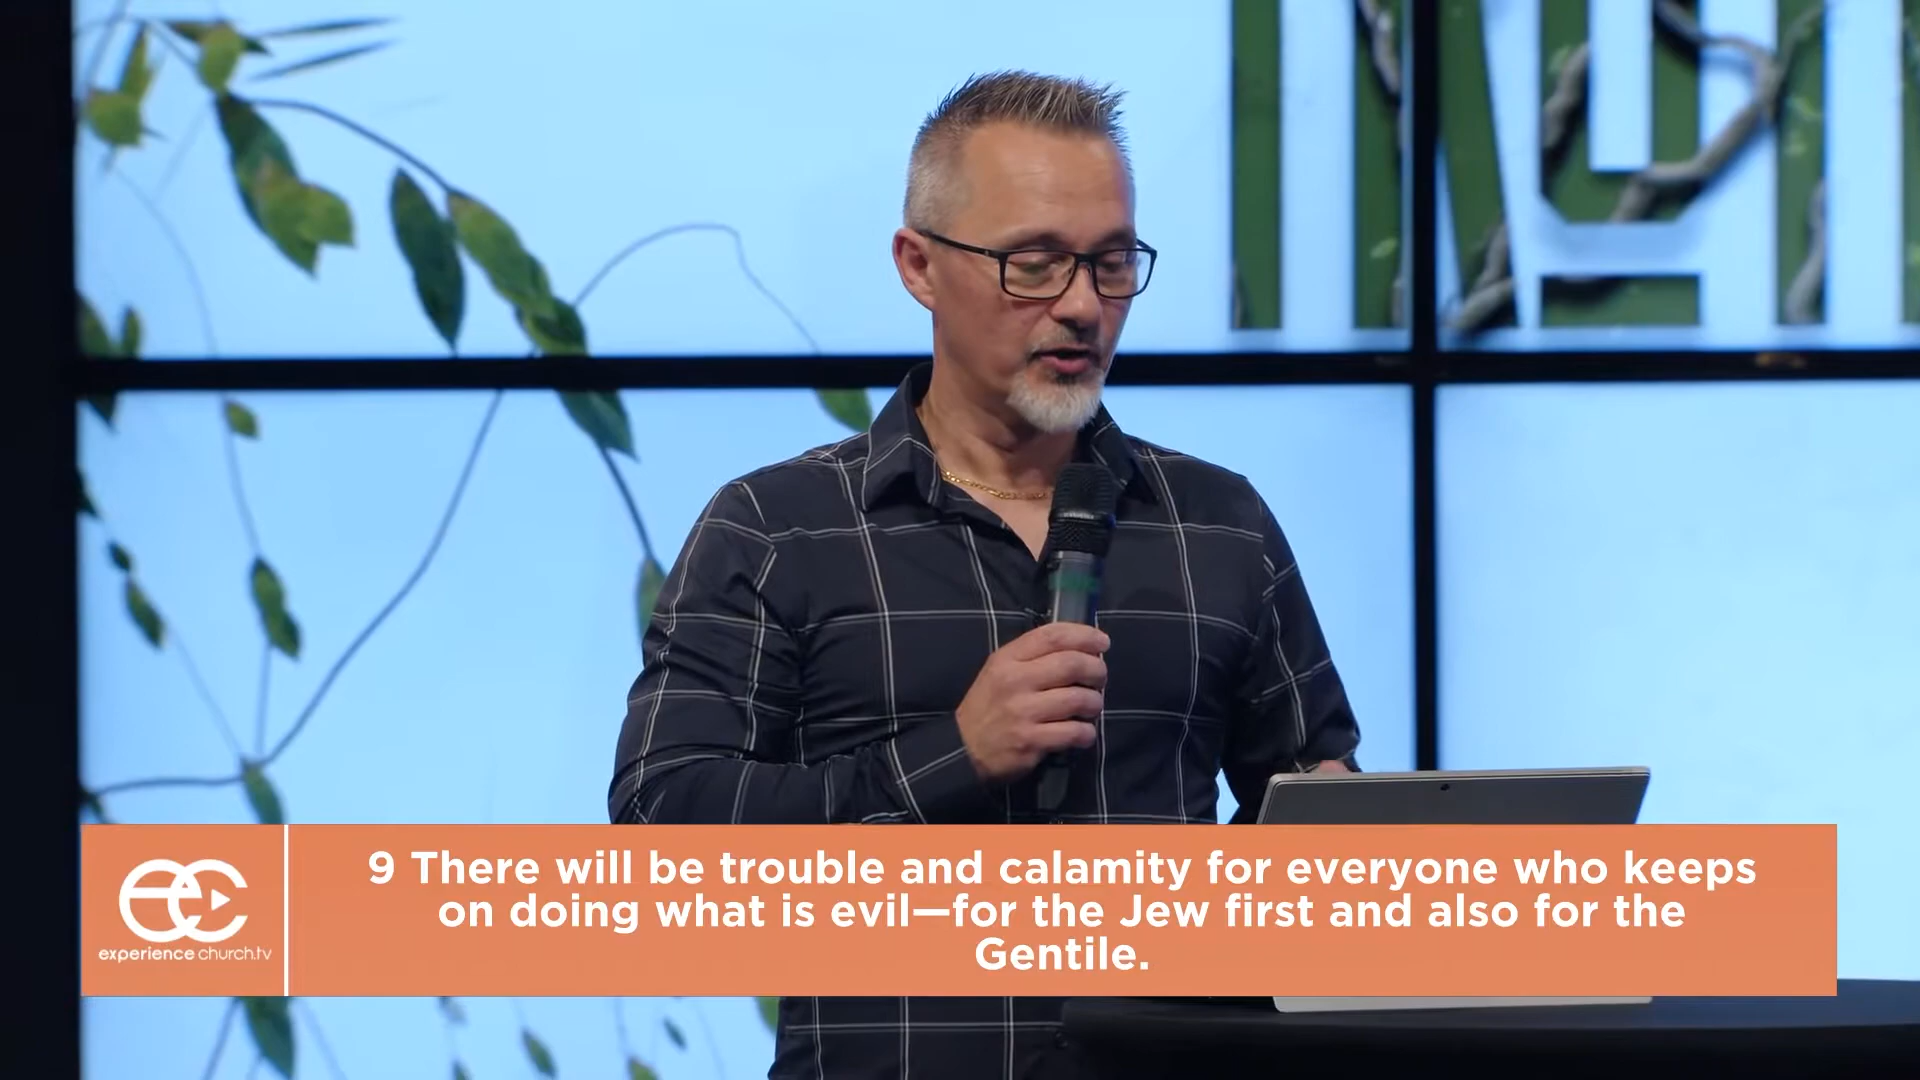 ec
experience church.tv
9 There will be trouble and calamity for everyone who keeps
on doing what is evil—for the Jew first and also for the
Gentile.